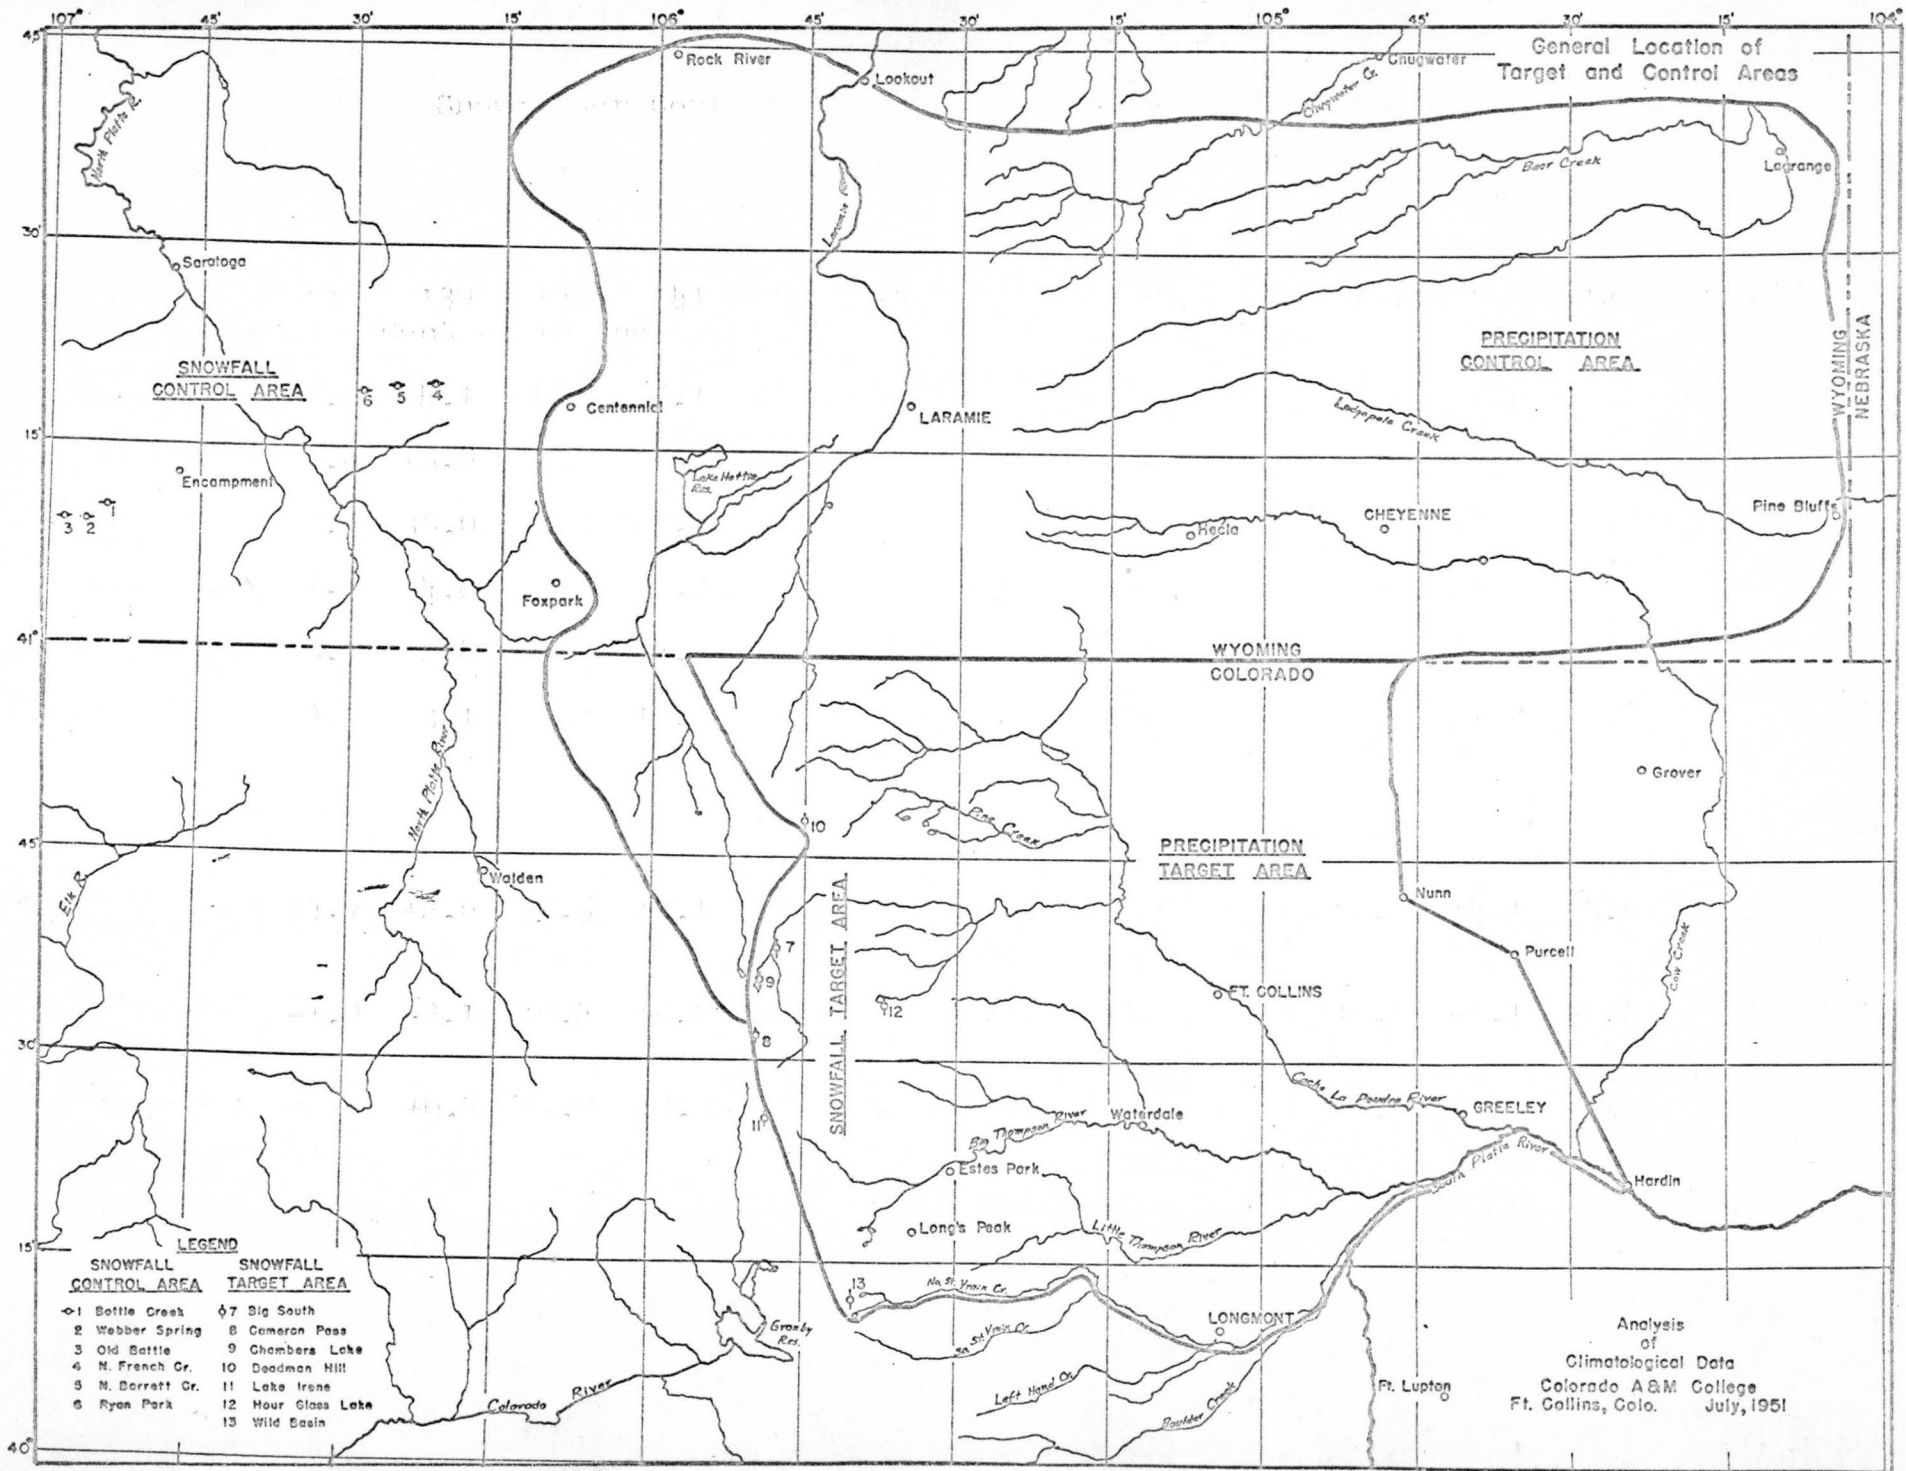 107° 45' 30' 15' 106° 45' 30' 15' 105° 45' 30' 15' 104°
45'
General Location of
Target and Control Areas
Rock River
Lookout
Chugwater
Chugwater Cr.
North Platte R.
Laramie River
Bear Creek
Lagrange
30'
Saratoga
SNOWFALL
CONTROL AREA
6 5 4
Centennial
LARAMIE
PRECIPITATION
CONTROL AREA
WYOMING
NEBRASKA
Lodgepole Creek
15'
Encampment
3 2 1
Lake Hattie
Res.
Hecla
CHEYENNE
Pine Bluffs
Foxpark
41°
WYOMING
COLORADO
North Platte River
Grover
10
Pine Creek
45'
PRECIPITATION
TARGET AREA
Elk R.
Walden
Nunn
SNOWFALL TARGET AREA
7
9
Purcell
Cow Creek
12
FT. COLLINS
8
30'
Cache La Poudre River
GREELEY
11
Big Thompson River
Waterdale
South Platte River
Estes Park
Hardin
Long's Peak
Little Thompson River
15'
LEGEND
SNOWFALL
CONTROL AREA
1 Battle Creek
2 Webber Spring
3 Old Battle
4 N. French Cr.
5 N. Barrett Cr.
6 Ryan Park
SNOWFALL
TARGET AREA
7 Big South
8 Cameron Pass
9 Chambers Lake
10 Deadman Hill
11 Lake Irene
12 Hour Glass Lake
13 Wild Basin
13
No. St. Vrain Cr.
So. St. Vrain Cr.
LONGMONT
Granby
Res.
Left Hand Cr.
Boulder Creek
Colorado River
Ft. Lupton
Analysis
of
Climatological Data
Colorado A&M College
Ft. Collins, Colo. July, 1951
40°